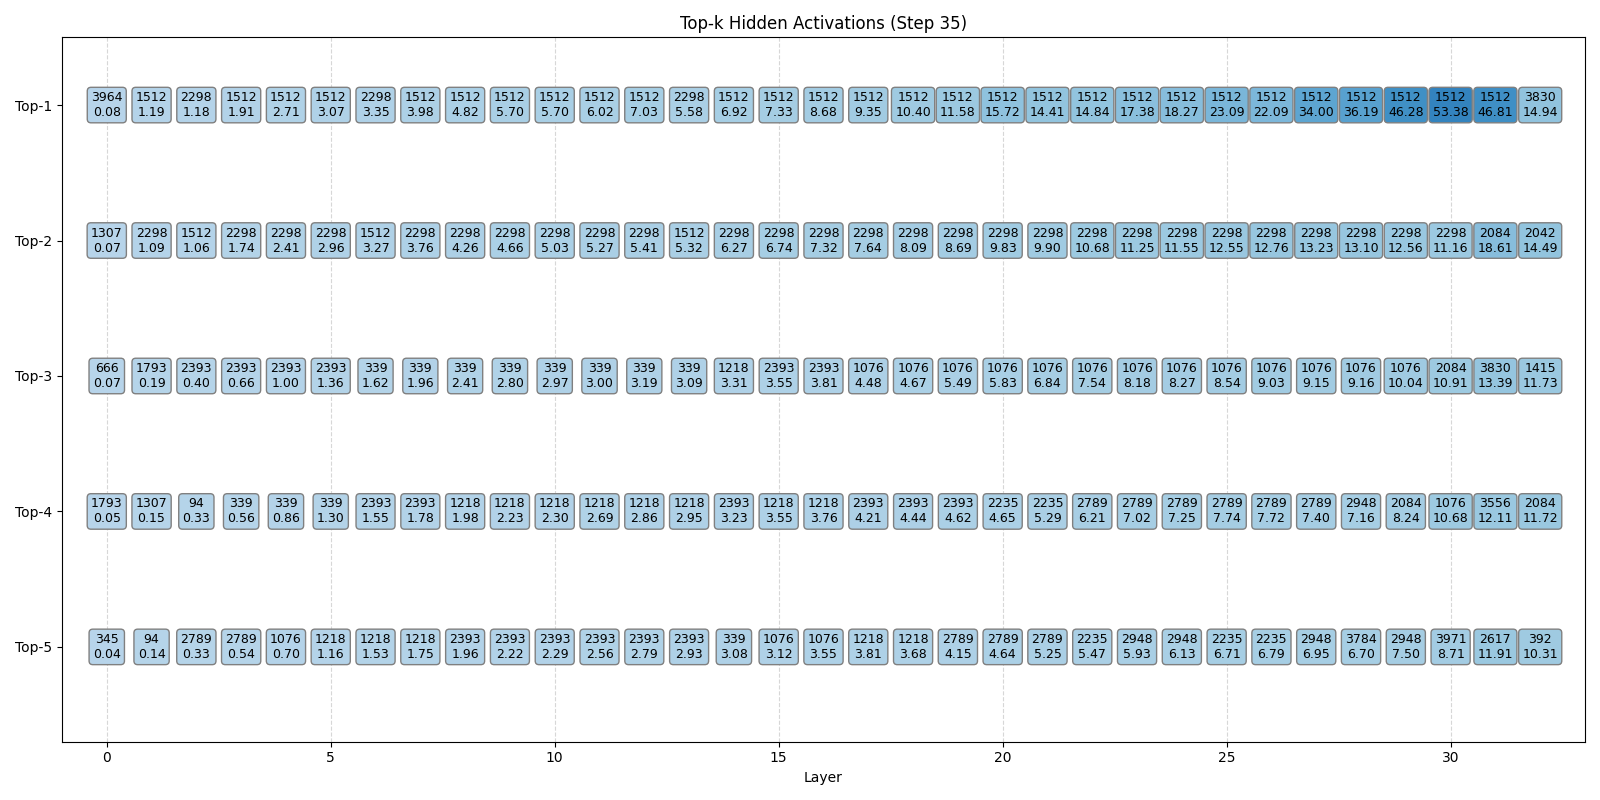 Top-k Hidden Activations (Step 35)
Top-1
3964 1512 2298 1512 1512 1512 2298 1512 1512 1512 1512 1512 1512 2298 1512 1512 1512 1512 1512 1512 1512 1512 1512 1512 1512 1512 1512 1512 1512 1512 1512 1512 3830
0.08 1.19 1.18 1.91 2.71 3.07 3.35 3.98 4.82 5.70 5.70 6.02 7.03 5.58 6.92 7.33 8.68 9.35 10.40 11.58 15.72 14.41 14.84 17.38 18.27 23.09 22.09 34.00 36.19 46.28 53.38 46.81 14.94
Top-2
1307 2298 1512 2298 2298 2298 1512 2298 2298 2298 2298 2298 2298 1512 2298 2298 2298 2298 2298 2298 2298 2298 2298 2298 2298 2298 2298 2298 2298 2298 2298 2084 2042
0.07 1.09 1.06 1.74 2.41 2.96 3.27 3.76 4.26 4.66 5.03 5.27 5.41 5.32 6.27 6.74 7.32 7.64 8.09 8.69 9.83 9.90 10.68 11.25 11.55 12.55 12.76 13.23 13.10 12.56 11.16 18.61 14.49
Top-3
666 1793 2393 2393 2393 2393 339 339 339 339 339 339 339 339 1218 2393 2393 1076 1076 1076 1076 1076 1076 1076 1076 1076 1076 1076 1076 1076 2084 3830 1415
0.07 0.19 0.40 0.66 1.00 1.36 1.62 1.96 2.41 2.80 2.97 3.00 3.19 3.09 3.31 3.55 3.81 4.48 4.67 5.49 5.83 6.84 7.54 8.18 8.27 8.54 9.03 9.15 9.16 10.04 10.91 13.39 11.73
Top-4
1793 1307 94 339 339 339 2393 2393 1218 1218 1218 1218 1218 1218 2393 1218 1218 2393 2393 2393 2235 2235 2789 2789 2789 2789 2789 2789 2948 2084 1076 3556 2084
0.05 0.15 0.33 0.56 0.86 1.30 1.55 1.78 1.98 2.23 2.30 2.69 2.86 2.95 3.23 3.55 3.76 4.21 4.44 4.62 4.65 5.29 6.21 7.02 7.25 7.74 7.72 7.40 7.16 8.24 10.68 12.11 11.72
Top-5
345 94 2789 2789 1076 1218 1218 1218 2393 2393 2393 2393 2393 2393 339 1076 1076 1218 1218 2789 2789 2789 2235 2948 2948 2235 2235 2948 3784 2948 3971 2617 392
0.04 0.14 0.33 0.54 0.70 1.16 1.53 1.75 1.96 2.22 2.29 2.56 2.79 2.93 3.08 3.12 3.55 3.81 3.68 4.15 4.64 5.25 5.47 5.93 6.13 6.71 6.79 6.95 6.70 7.50 8.71 11.91 10.31
0 5 10 15 20 25 30
Layer